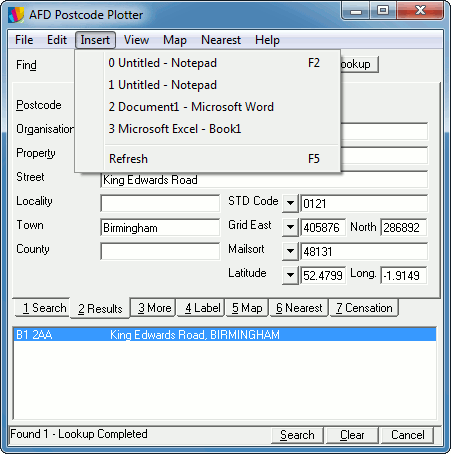 AFD Postcode Plotter
File Edit Insert View Map Nearest Help
0 Untitled - Notepad F2
1 Untitled - Notepad
2 Document1 - Microsoft Word
3 Microsoft Excel - Book1
Refresh F5
Find ookup
Postcode
Organisation
Property
Street King Edwards Road
Locality STD Code 0121
Town Birmingham Grid East 405876 North 286892
County Mailsort 48131
Latitude 52.4799 Long. -1.9149
1 Search 2 Results 3 More 4 Label 5 Map 6 Nearest 7 Censation
B1 2AA King Edwards Road, BIRMINGHAM
Found 1 - Lookup Completed Search Clear Cancel